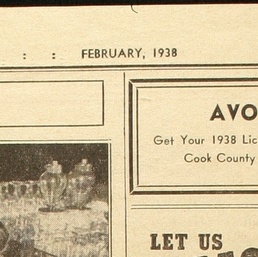 : : FEBRUARY, 1938
AVO
Get Your 1938 Lic
Cook County
LET US